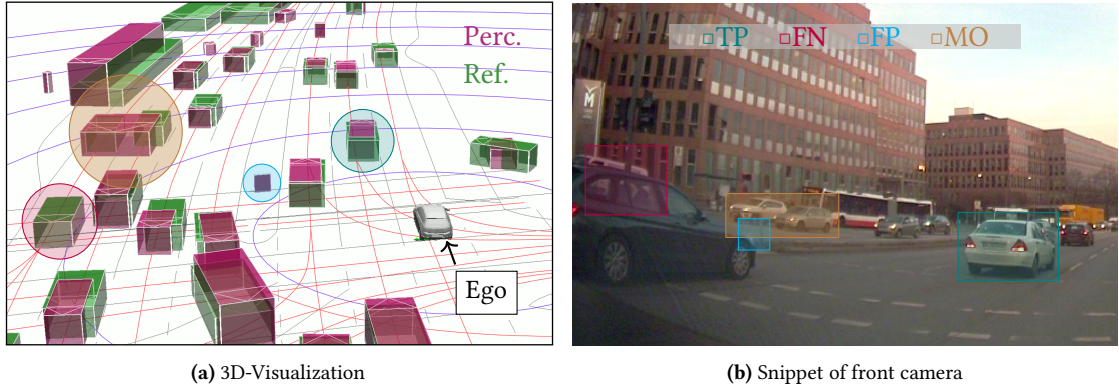 Perc.
Ref.
Ego
TP FN FP MO
M
(a) 3D-Visualization
(b) Snippet of front camera